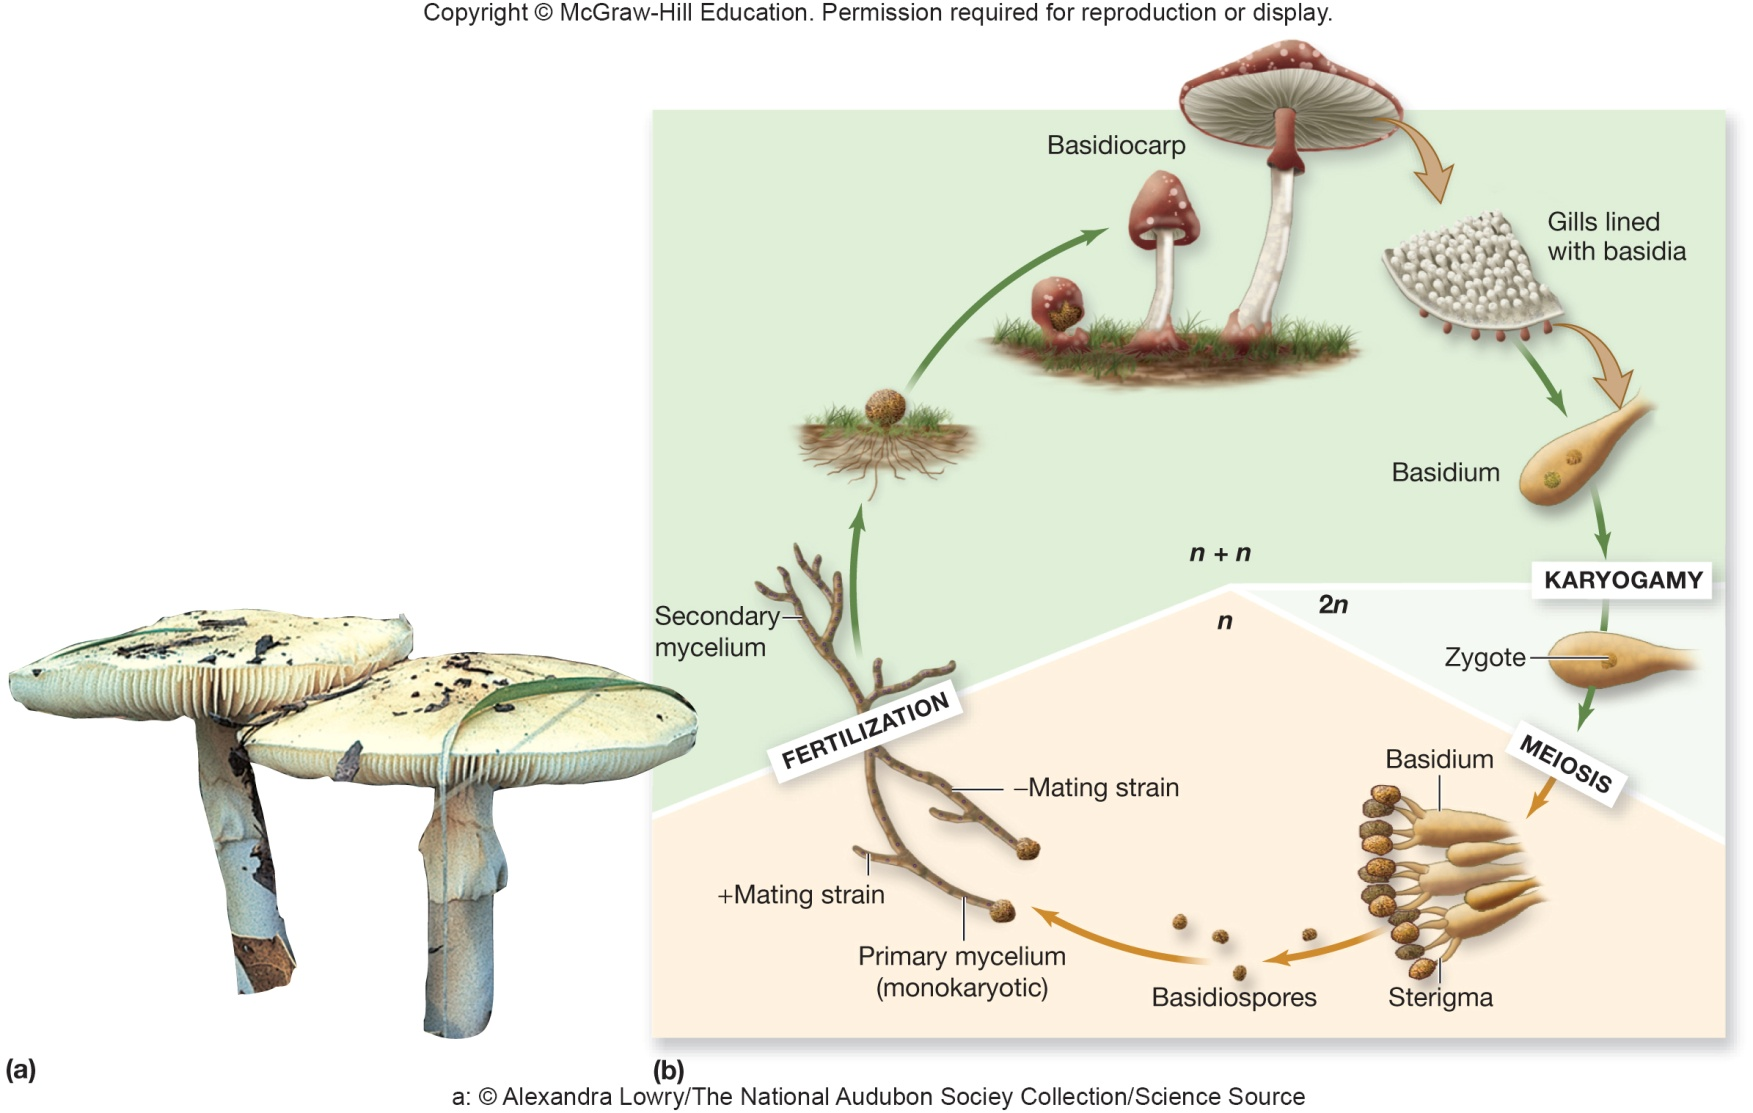 Copyright © McGraw-Hill Education. Permission required for reproduction or display.
Basidiocarp
Gills lined
with basidia
Basidium
n + n
KARYOGAMY
2n
n
Secondary
mycelium
Zygote
FERTILIZATION
MEIOSIS
Basidium
–Mating strain
+Mating strain
Primary mycelium
(monokaryotic)
Basidiospores
Sterigma
(a)
(b)
a: © Alexandra Lowry/The National Audubon Sociey Collection/Science Source